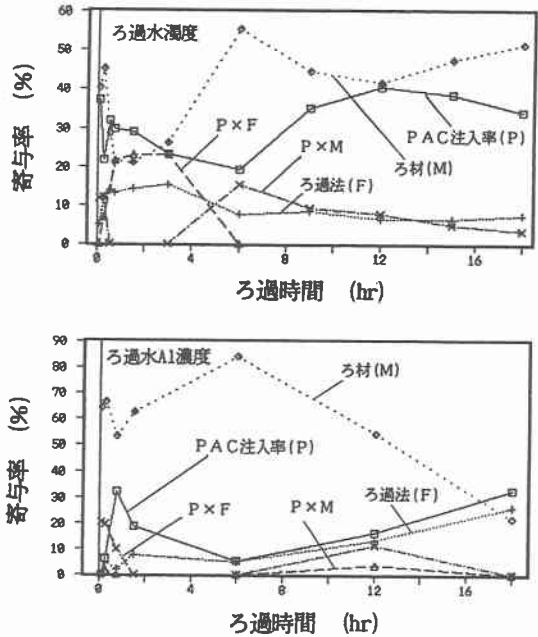 60
50
40
30
20
10
0
寄与率 (%)
ろ過水濁度
P×F
P×M
PAC注入率(P)
ろ材(M)
ろ過法(F)
0 4 8 12 16
ろ過時間 (hr)
90
80
70
60
50
40
30
20
10
0
寄与率 (%)
ろ過水Al濃度
ろ材(M)
PAC注入率(P)
P×F
P×M
ろ過法(F)
0 4 8 12 16
ろ過時間 (hr)